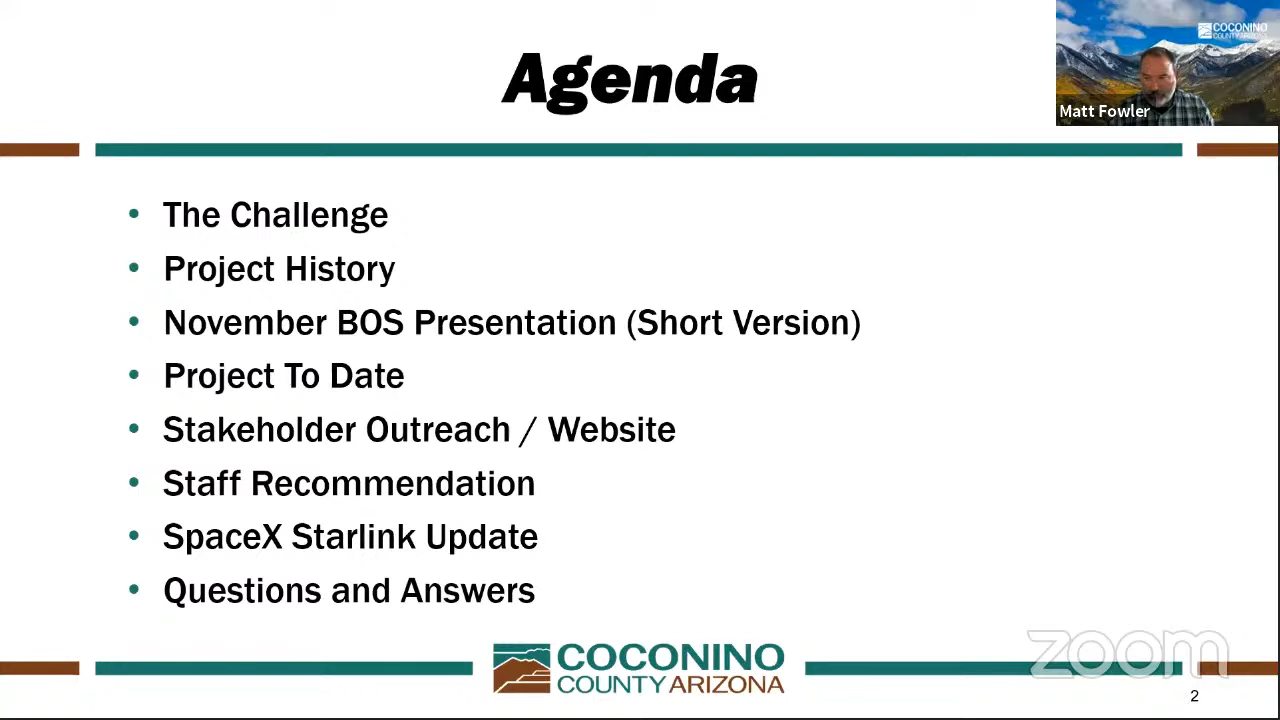 Agenda
COCONINO
COUNTY ARIZONA
Matt Fowler
• The Challenge
• Project History
• November BOS Presentation (Short Version)
• Project To Date
• Stakeholder Outreach / Website
• Staff Recommendation
• SpaceX Starlink Update
• Questions and Answers
COCONINO
COUNTY ARIZONA
zoom
2